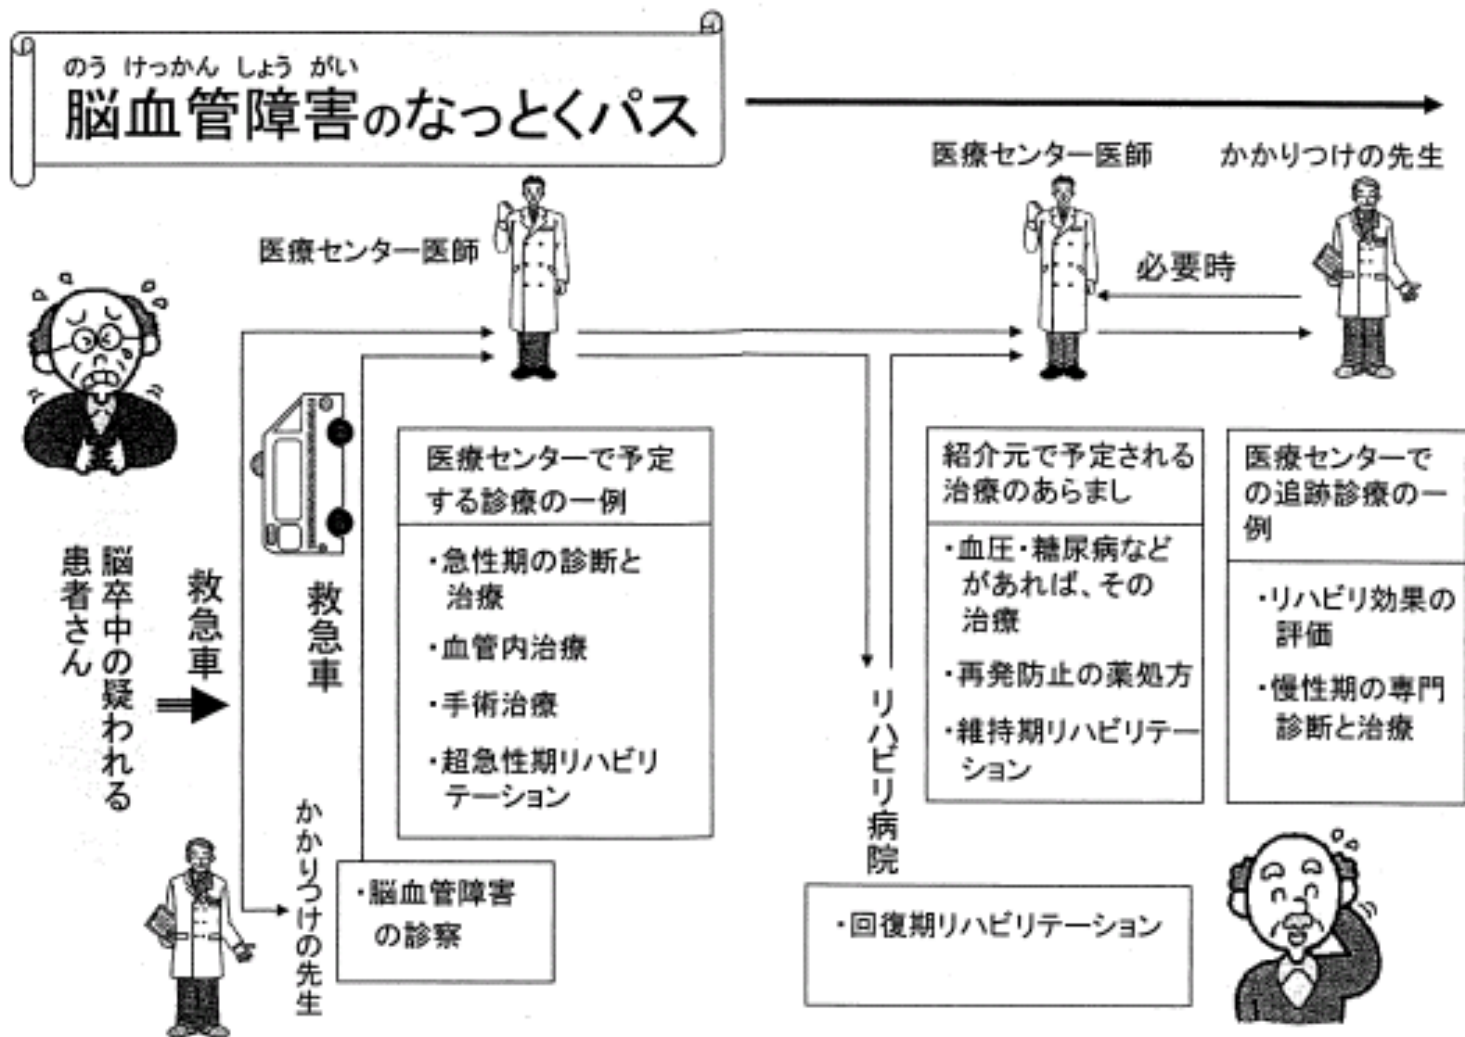 のう けっかん しょう がい
脳血管障害のなっとくパス
医療センター医師
かかりつけの先生
医療センター医師
必要時
脳卒中の疑われる
患者さん
救急車
救急車
医療センターで予定
する診療の一例
・急性期の診断と
治療
・血管内治療
・手術治療
・超急性期リハビリ
テーション
かかりつけの先生
・脳血管障害
の診察
リハビリ病院
・回復期リハビリテーション
紹介元で予定される
治療のあらまし
・血圧・糖尿病など
があれば、その
治療
・再発防止の薬処方
・維持期リハビリテー
ション
医療センターで
の追跡診療の一
例
・リハビリ効果の
評価
・慢性期の専門
診断と治療